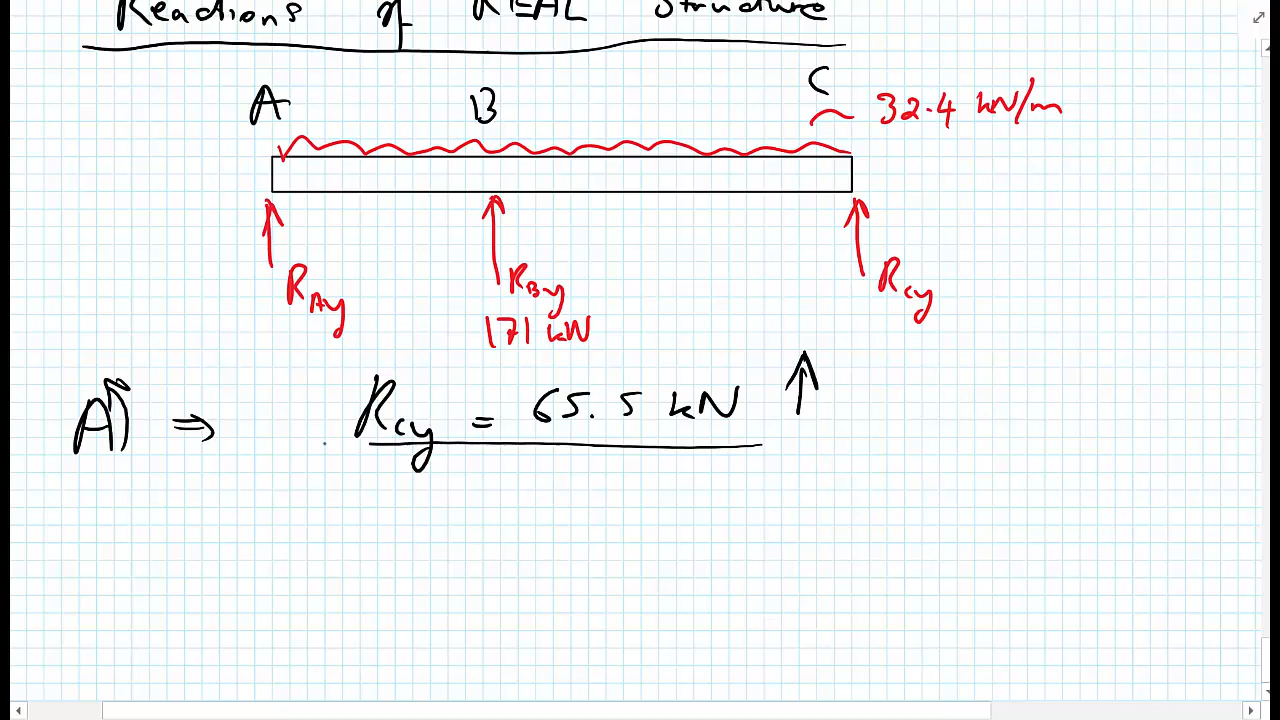 Reactions of REAL Structure
A B C 32.4 kN/m
RAy RBy RCy
171 kN
A ⇒ RCy = 65.5 kN ↑